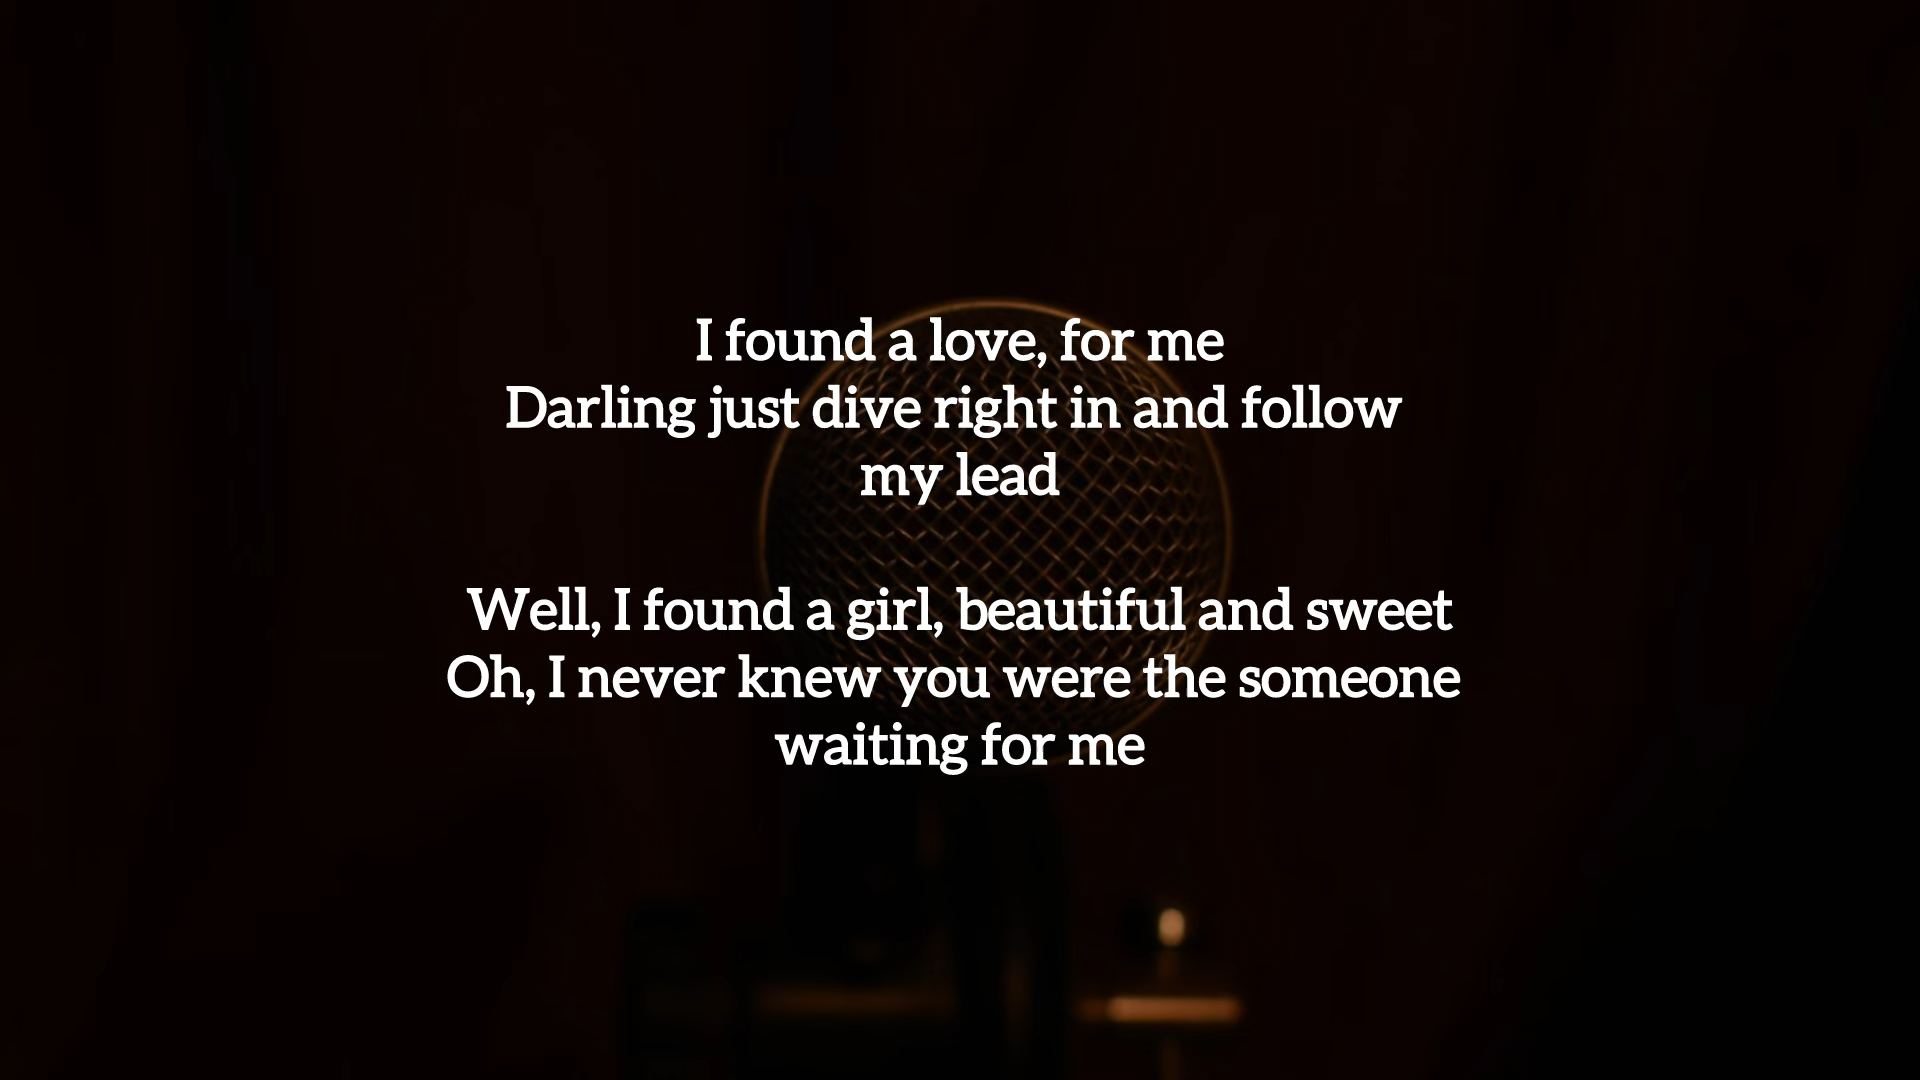 I found a love, for me
Darling just dive right in and follow
my lead
Well, I found a girl, beautiful and sweet
Oh, I never knew you were the someone
waiting for me